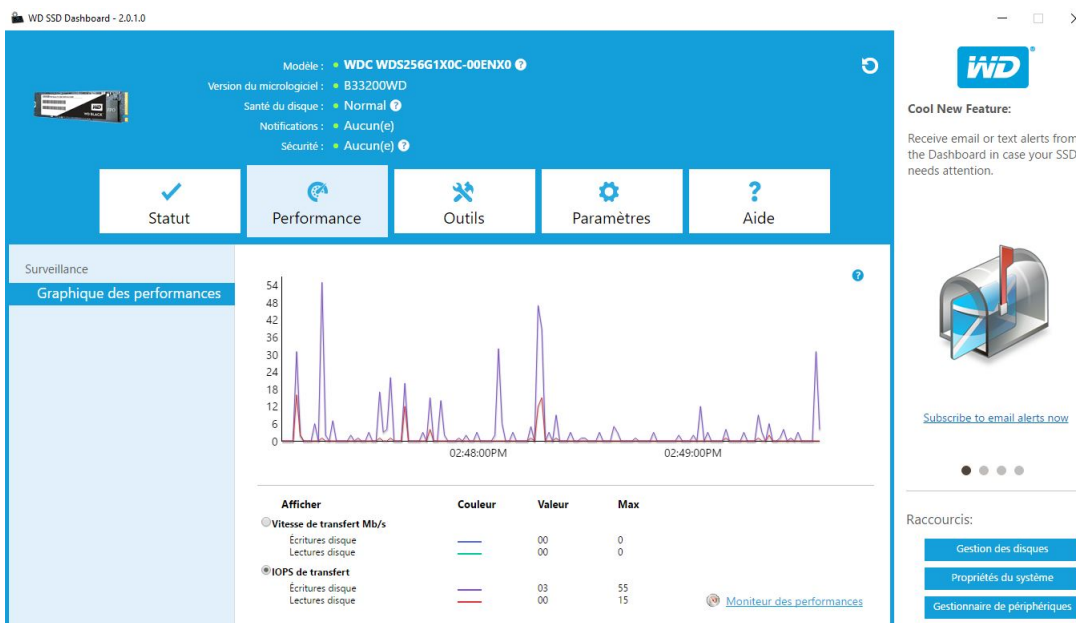 WD SSD Dashboard - 2.0.1.0
Modèle : WDC WDS256G1X0C-00ENX0 ?
Version du micrologiciel : B33200WD
Santé du disque : Normal ?
Notifications : Aucun(e)
Sécurité : Aucun(e) ?
WD BLACK
Statut
Performance
Outils
Paramètres
? Aide
Surveillance
Graphique des performances
?
54
48
42
36
30
24
18
12
6
0
02:48:00PM
02:49:00PM
Afficher Couleur Valeur Max
Vitesse de transfert Mb/s
Écritures disque 00 0
Lectures disque 00 0
IOPS de transfert
Écritures disque 03 55
Lectures disque 00 15
Moniteur des performances
WD®
Cool New Feature:
Receive email or text alerts from
the Dashboard in case your SSD
needs attention.
Subscribe to email alerts now
Raccourcis:
Gestion des disques
Propriétés du système
Gestionnaire de périphériques